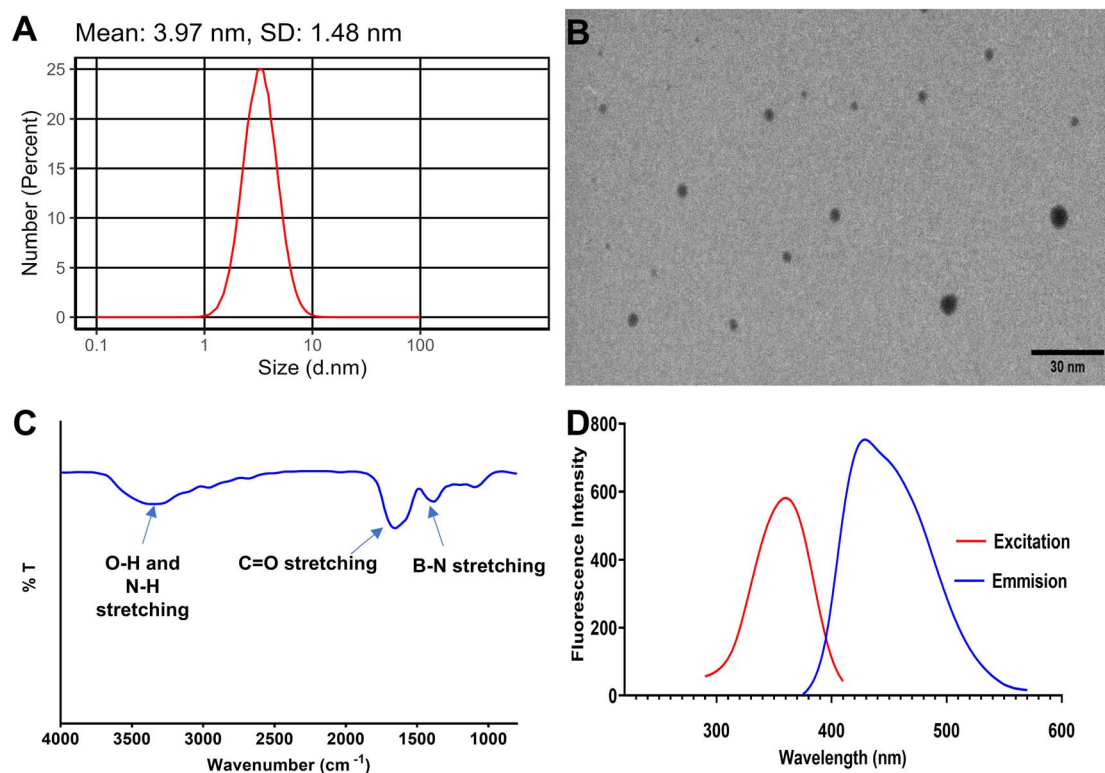 A
Mean: 3.97 nm, SD: 1.48 nm
Number (Percent)
25
20
15
10
5
0
0.1 1 10 100
Size (d.nm)
B
30 nm
C
% T
O-H and
N-H
stretching
C=O stretching
B-N stretching
4000 3500 3000 2500 2000 1500 1000
Wavenumber (cm⁻¹)
D
Fluorescence Intensity
800
600
400
200
0
Excitation
Emmision
300 400 500 600
Wavelength (nm)